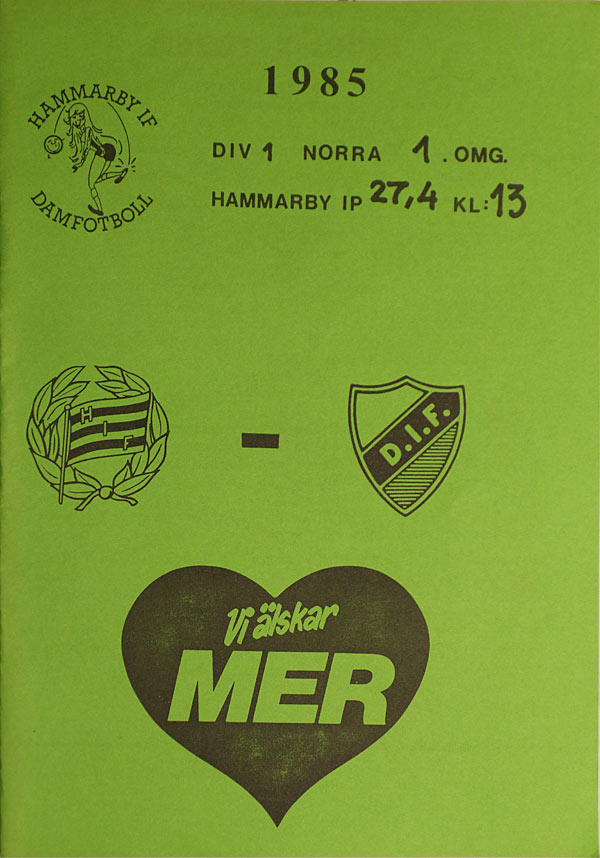 1985
HAMMARBY IF
DAMFOTBOLL
DIV 1 NORRA 1. OMG.
HAMMARBY IP 27,4 KL: 13
HIF
-
D.I.F.
Vi älskar
MER